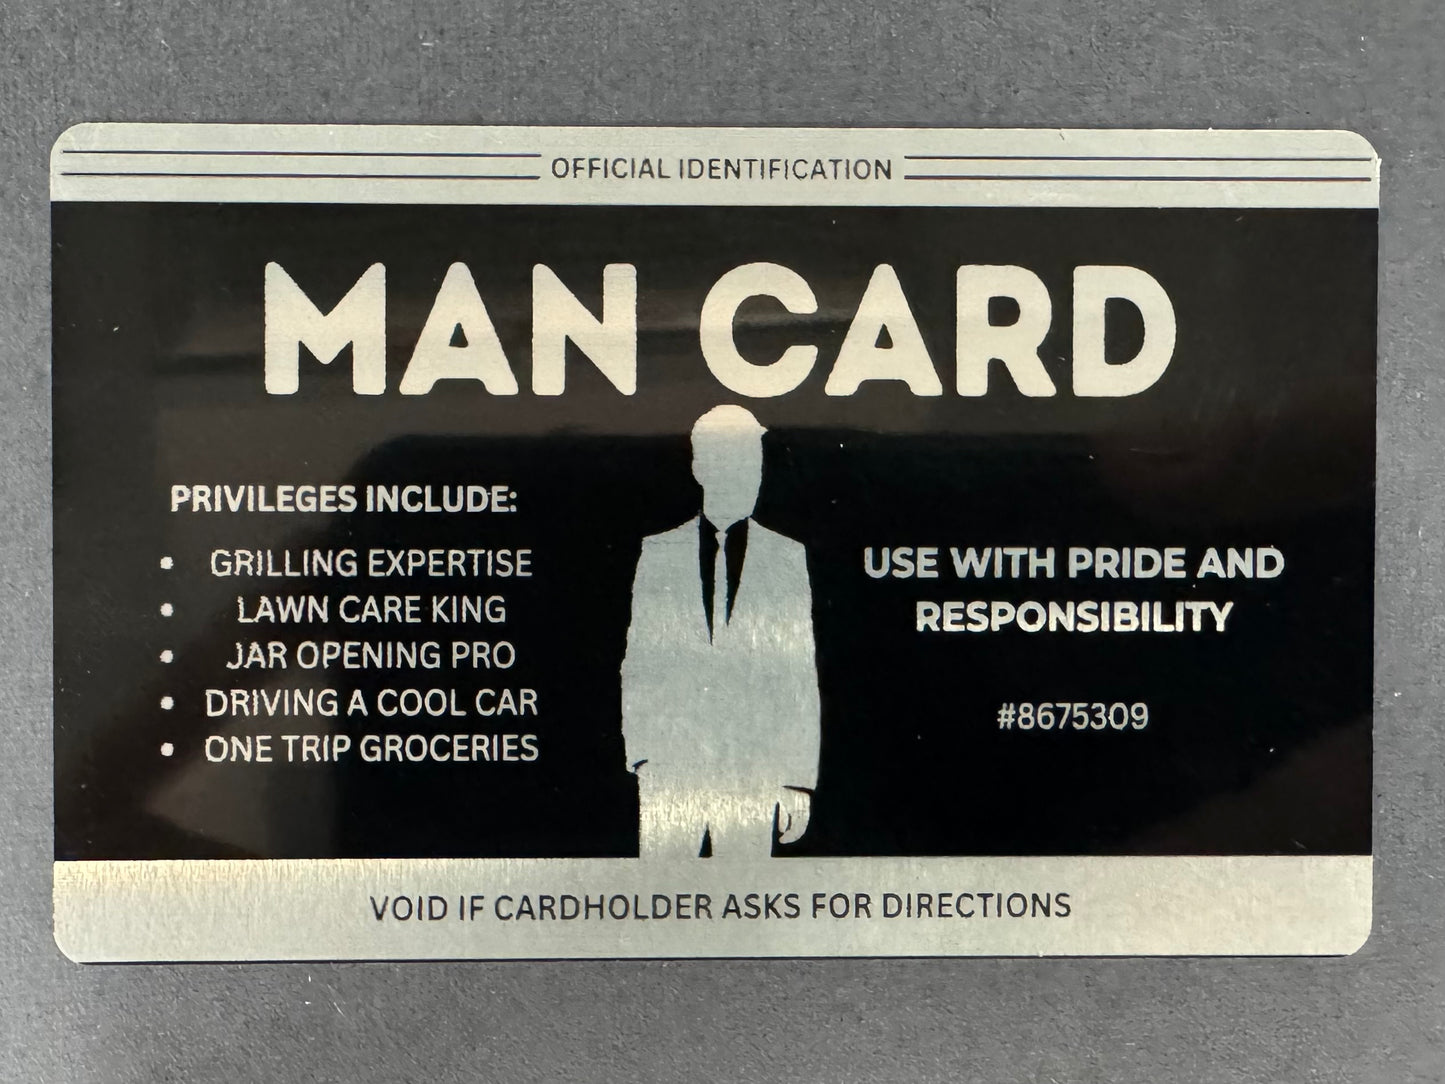 OFFICIAL IDENTIFICATION
MAN CARD
PRIVILEGES INCLUDE:
• GRILLING EXPERTISE
• LAWN CARE KING
• JAR OPENING PRO
• DRIVING A COOL CAR
• ONE TRIP GROCERIES
USE WITH PRIDE AND
RESPONSIBILITY
#8675309
VOID IF CARDHOLDER ASKS FOR DIRECTIONS